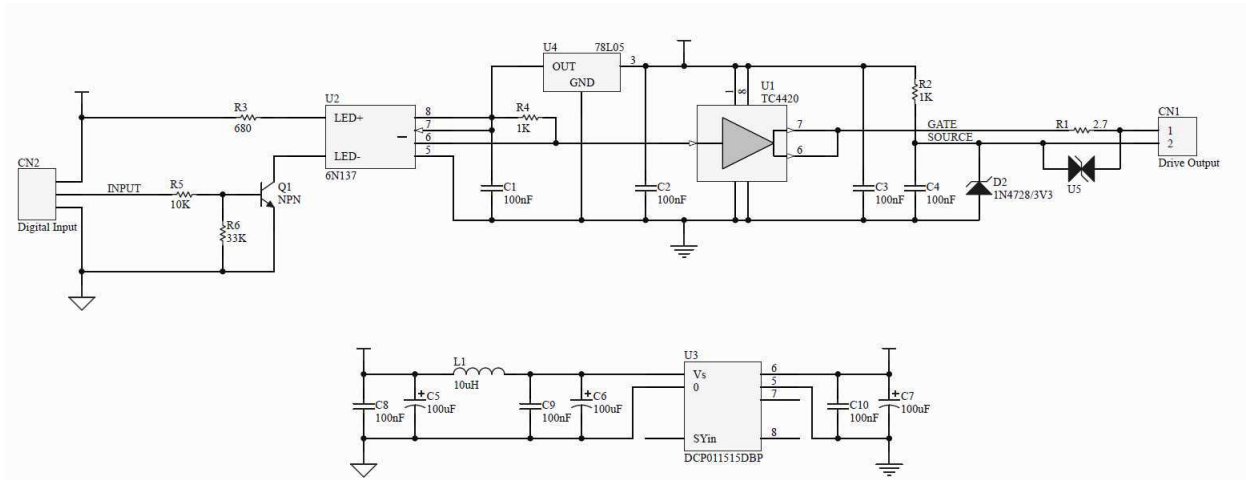 U4 78L05
OUT 3
GND
U1
TC4420
1 8
7
6
R2
1K
CN1
1
2
Drive Output
GATE
SOURCE
R1 2.7
U5
D2
1N4728/3V3
C3
100nF
C4
100nF
C2
100nF
C1
100nF
R4
1K
U2
LED+
LED-
8
7
6
5
6N137
R3
680
CN2
Digital Input
INPUT
R5
10K
R6
33K
Q1
NPN
L1
10uH
C8
100nF
C5
100uF
C9
100nF
C6
100uF
U3
Vs
0
SYin
6
5
7
8
DCP011515DBP
C10
100nF
C7
100uF
+
+
+